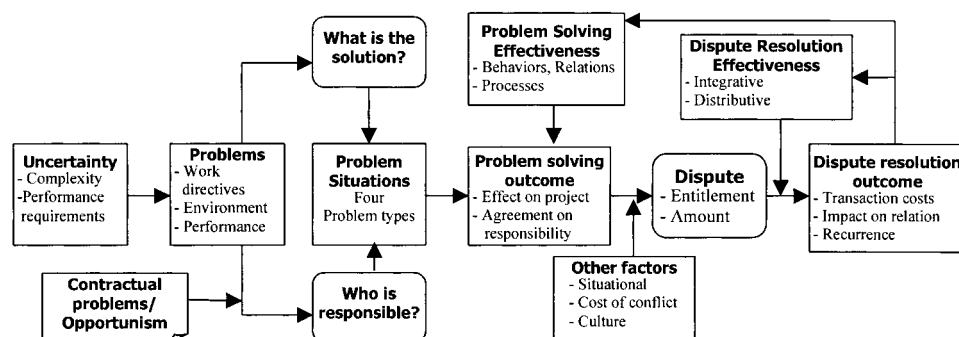 What is the
solution?
Problem Solving
Effectiveness
- Behaviors, Relations
- Processes
Dispute Resolution
Effectiveness
- Integrative
- Distributive
Uncertainty
- Complexity
-Performance
requirements
Problems
- Work
directives
- Environment
- Performance
Problem
Situations
Four
Problem types
Problem solving
outcome
- Effect on project
- Agreement on
responsibility
Dispute
- Entitlement
- Amount
Dispute resolution
outcome
- Transaction costs
- Impact on relation
- Recurrence
Contractual
problems/
Opportunism
Who is
responsible?
Other factors
- Situational
- Cost of conflict
- Culture